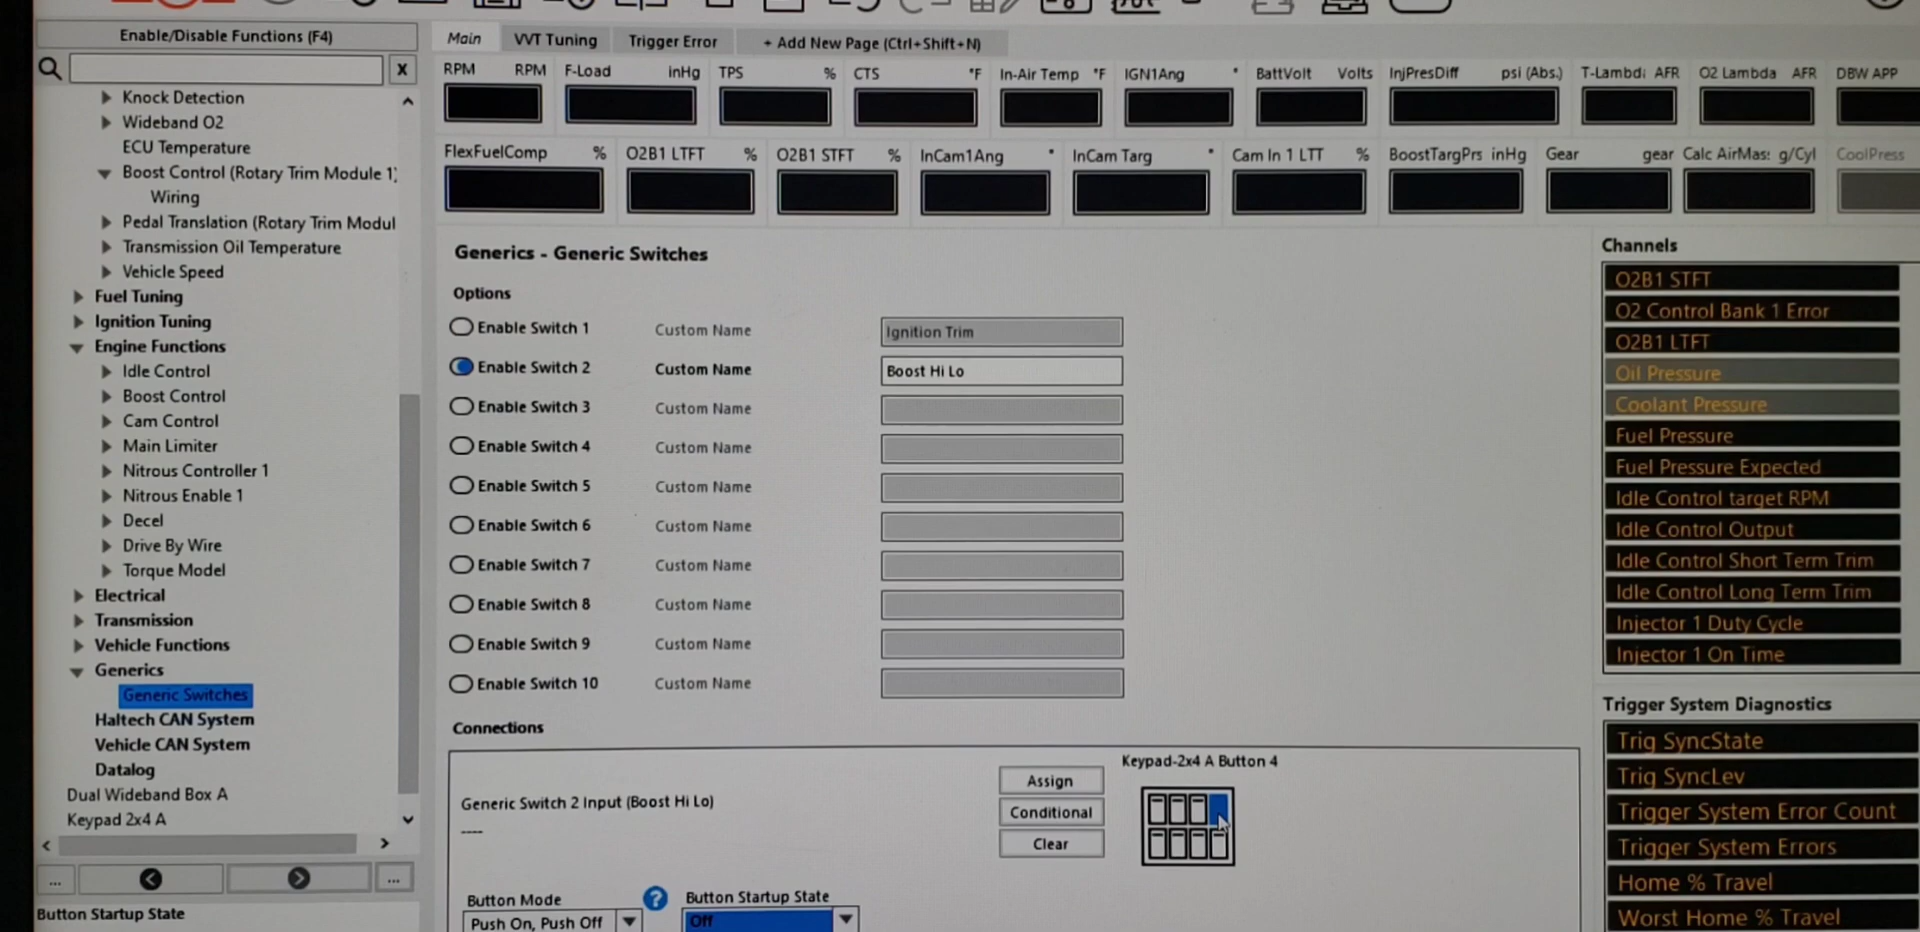 Enable/Disable Functions (F4)
X
Knock Detection
Wideband O2
ECU Temperature
Boost Control (Rotary Trim Module 1)
Wiring
Pedal Translation (Rotary Trim Modul
Transmission Oil Temperature
Vehicle Speed
Fuel Tuning
Ignition Tuning
Engine Functions
Idle Control
Boost Control
Cam Control
Main Limiter
Nitrous Controller 1
Nitrous Enable 1
Decel
Drive By Wire
Torque Model
Electrical
Transmission
Vehicle Functions
Generics
Generic Switches
Haltech CAN System
Vehicle CAN System
Datalog
Dual Wideband Box A
Keypad 2x4 A
... ...
Button Startup State
Main VVT Tuning Trigger Error + Add New Page (Ctrl+Shift+N)
RPM RPM F-Load inHg TPS % CTS °F In-Air Temp °F IGN1Ang ° BattVolt Volts InjPresDiff psi (Abs.) T-Lambd: AFR O2 Lambda AFR DBW APP
FlexFuelComp % O2B1 LTFT % O2B1 STFT % InCam1Ang ° InCam Targ ° Cam In 1 LTT % BoostTargPrs inHg Gear gear Calc AirMas: g/Cyl CoolPress
Generics - Generic Switches
Options
Enable Switch 1 Custom Name Ignition Trim
Enable Switch 2 Custom Name Boost Hi Lo
Enable Switch 3 Custom Name
Enable Switch 4 Custom Name
Enable Switch 5 Custom Name
Enable Switch 6 Custom Name
Enable Switch 7 Custom Name
Enable Switch 8 Custom Name
Enable Switch 9 Custom Name
Enable Switch 10 Custom Name
Connections
Generic Switch 2 Input (Boost Hi Lo)
----
Assign
Conditional
Clear
Keypad-2x4 A Button 4
Button Mode ? Button Startup State
Push On, Push Off Off
Channels
O2B1 STFT
O2 Control Bank 1 Error
O2B1 LTFT
Oil Pressure
Coolant Pressure
Fuel Pressure
Fuel Pressure Expected
Idle Control target RPM
Idle Control Output
Idle Control Short Term Trim
Idle Control Long Term Trim
Injector 1 Duty Cycle
Injector 1 On Time
Trigger System Diagnostics
Trig SyncState
Trig SyncLev
Trigger System Error Count
Trigger System Errors
Home % Travel
Worst Home % Travel